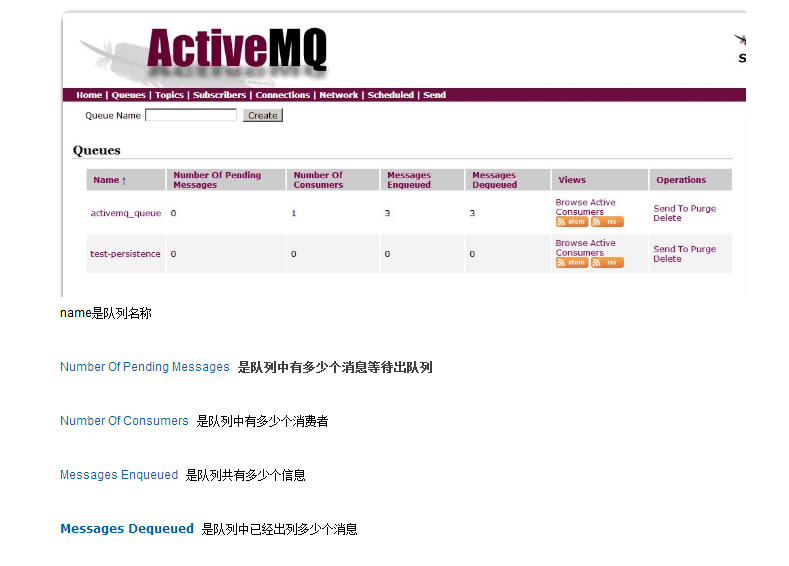 ActiveMQ
S
Home | Queues | Topics | Subscribers | Connections | Network | Scheduled | Send
Queue Name Create
Queues
Name ↑ Number Of Pending Messages Number Of Consumers Messages Enqueued Messages Dequeued Views Operations
activemq_queue 0 1 3 3 Browse Active Consumers atom rss Send To Purge Delete
test-persistence 0 0 0 0 Browse Active Consumers atom rss Send To Purge Delete
name是队列名称
Number Of Pending Messages 是队列中有多少个消息等待出队列
Number Of Consumers 是队列中有多少个消费者
Messages Enqueued 是队列共有多少个信息
Messages Dequeued 是队列中已经出列多少个消息